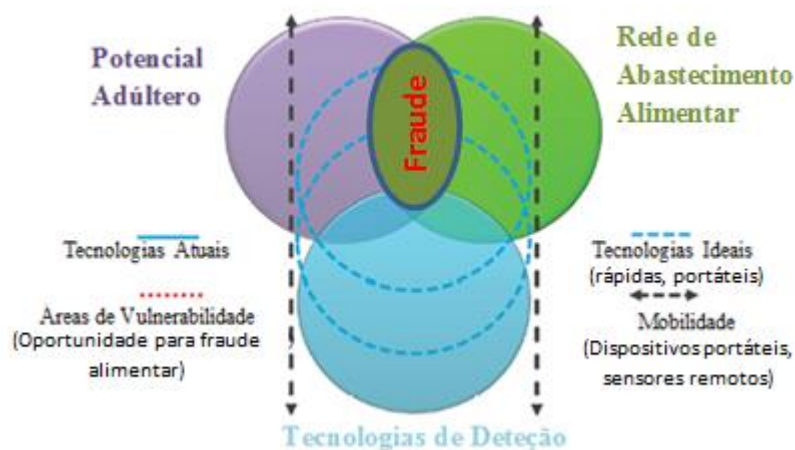 Potencial
Adúltero
Rede de
Abastecimento
Alimentar
Fraude
Tecnologias Atuais
Áreas de Vulnerabilidade
(Oportunidade para fraude
alimentar)
Tecnologias Ideais
(rápidas, portáteis)
Mobilidade
(Dispositivos portáteis,
sensores remotos)
Tecnologias de Deteção